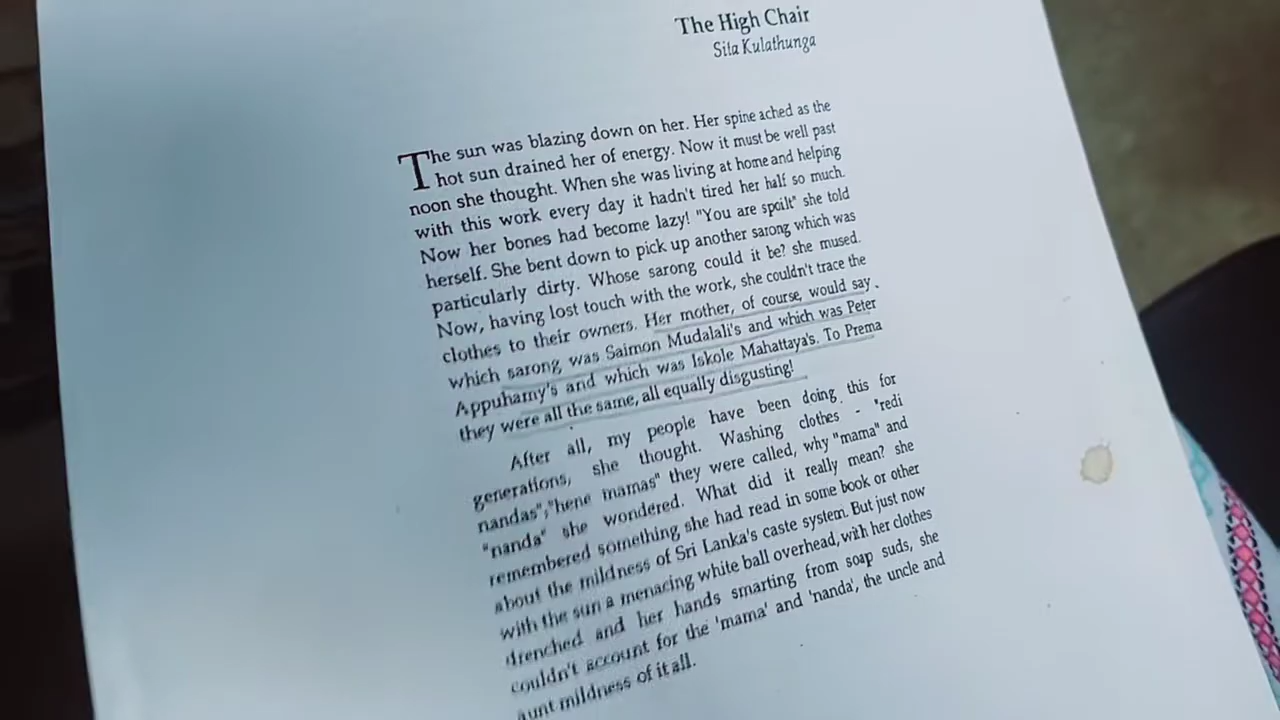 The High Chair
Sita Kulathunga
The sun was blazing down on her. Her spine ached as the
hot sun drained her of energy. Now it must be well past
noon she thought. When she was living at home and helping
with this work every day it hadn't tired her half so much.
Now her bones had become lazy! "You are spoilt" she told
herself. She bent down to pick up another sarong which was
particularly dirty. Whose sarong could it be? she mused.
Now, having lost touch with the work, she couldn't trace the
clothes to their owners. Her mother, of course, would say
which sarong was Saimon Mudalali's and which was Peter
Appuhamy's and which was Iskole Mahattaya's. To Prema
they were all the same, all equally disgusting!
After all, my people have been doing this for
generations, she thought. Washing clothes - "redi
nandas", "hene mamas" they were called, why "mama" and
"nanda" she wondered. What did it really mean? she
remembered something she had read in some book or other
about the mildness of Sri Lanka's caste system. But just now
with the sun a menacing white ball overhead, with her clothes
drenched and her hands smarting from soap suds, she
couldn't account for the 'mama' and 'nanda', the uncle and
aunt mildness of it all.